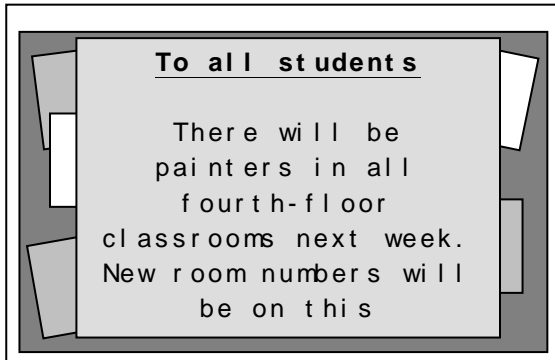 To all students
There will be
painters in all
fourth-floor
classrooms next week.
New room numbers will
be on this